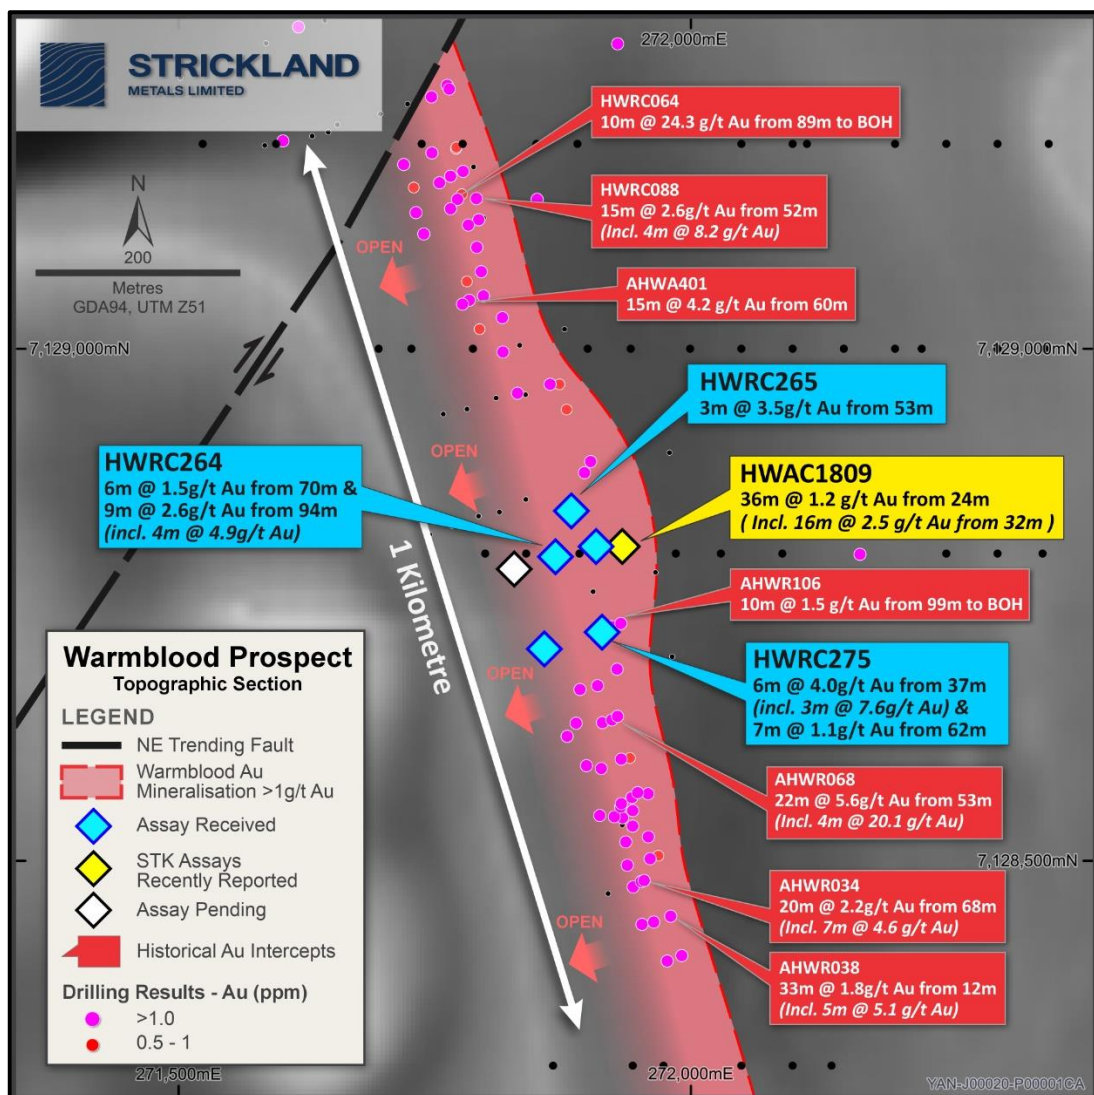 STRICKLAND
METALS LIMITED
272,000mE
HWRC064
10m @ 24.3 g/t Au from 89m to BOH
N
200
Metres
GDA94, UTM Z51
HWRC088
15m @ 2.6g/t Au from 52m
(Incl. 4m @ 8.2 g/t Au)
OPEN
AHWA401
15m @ 4.2 g/t Au from 60m
7,129,000mN
7,129,000mN
HWRC265
3m @ 3.5g/t Au from 53m
OPEN
HWRC264
6m @ 1.5g/t Au from 70m &
9m @ 2.6g/t Au from 94m
(incl. 4m @ 4.9g/t Au)
HWAC1809
36m @ 1.2 g/t Au from 24m
( Incl. 16m @ 2.5 g/t Au from 32m )
1 Kilometre
AHWR106
10m @ 1.5 g/t Au from 99m to BOH
OPEN
HWRC275
6m @ 4.0g/t Au from 37m
(incl. 3m @ 7.6g/t Au) &
7m @ 1.1g/t Au from 62m
AHWR068
22m @ 5.6g/t Au from 53m
(Incl. 4m @ 20.1 g/t Au)
7,128,500mN
AHWR034
20m @ 2.2g/t Au from 68m
(Incl. 7m @ 4.6 g/t Au)
OPEN
AHWR038
33m @ 1.8g/t Au from 12m
(Incl. 5m @ 5.1 g/t Au)
Warmblood Prospect
Topographic Section
LEGEND
NE Trending Fault
Warmblood Au
Mineralisation >1g/t Au
Assay Received
STK Assays
Recently Reported
Assay Pending
Historical Au Intercepts
Drilling Results - Au (ppm)
>1.0
0.5 - 1
271,500mE
272,000mE
YAN-J00020-P00001CA